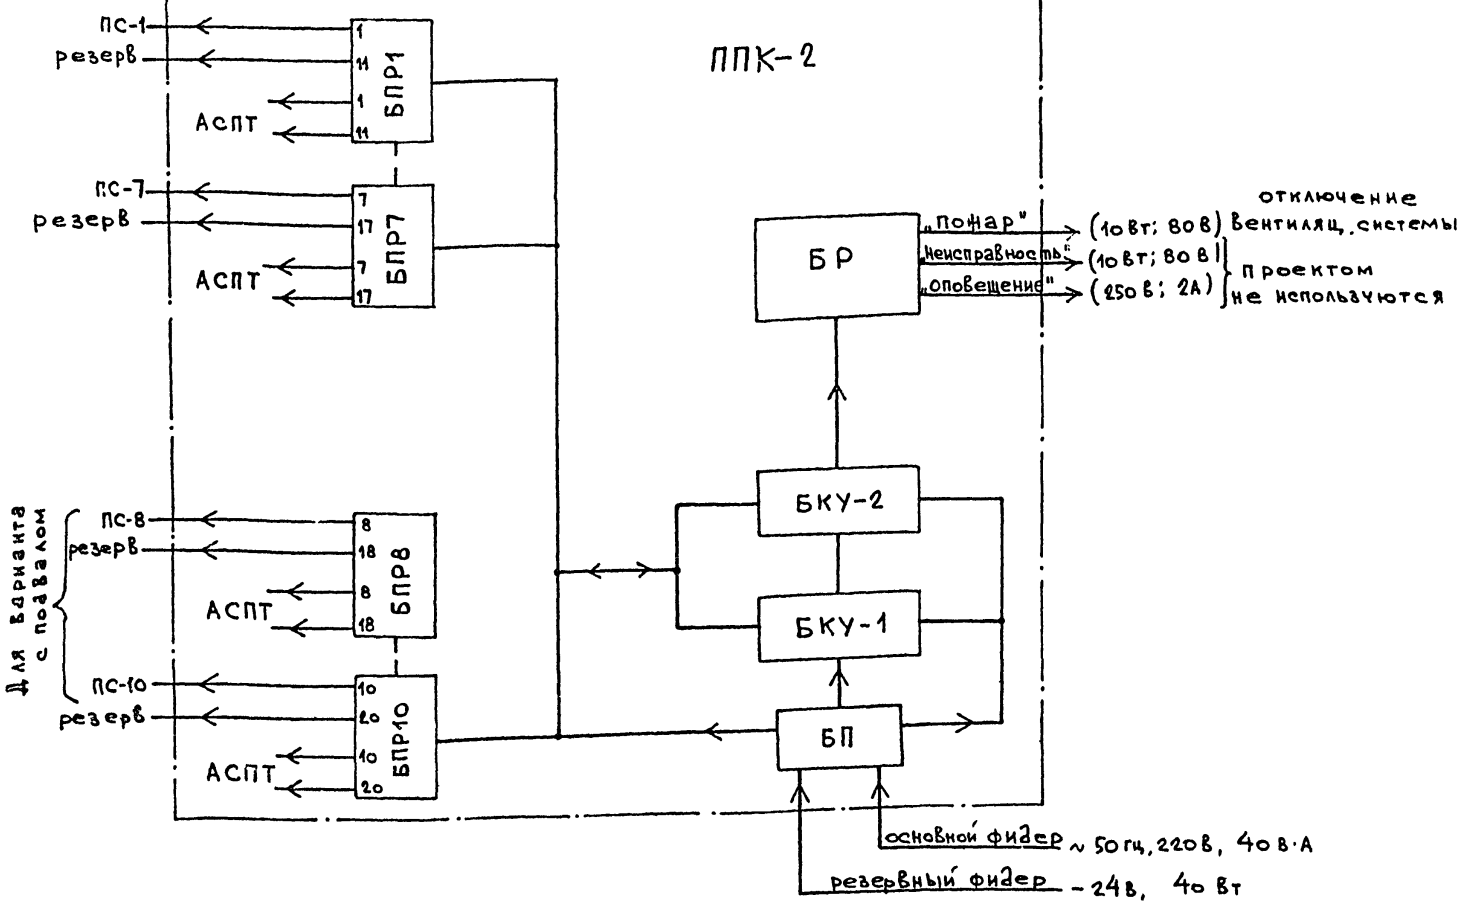 ППК-2
ПС-1
резерв
АСПТ
1
11
1
11
БПР1
ПС-7
резерв
АСПТ
7
17
7
17
БПР7
Для варианта
с подвалом
ПС-8
резерв
АСПТ
8
18
8
18
БПР8
ПС-10
резерв
АСПТ
10
20
10
20
БПР10
БР
„пожар"
„Неисправность"
„оповещение"
(10 Вт; 80 В)
(10 Вт; 80 В)
(250 В; 2А)
отключение
Вентиляц. системы
проектом
не используются
БКУ-2
БКУ-1
БП
основной фидер ~ 50 гц, 220 В, 40 В·А
резервный фидер - 24 В, 40 Вт